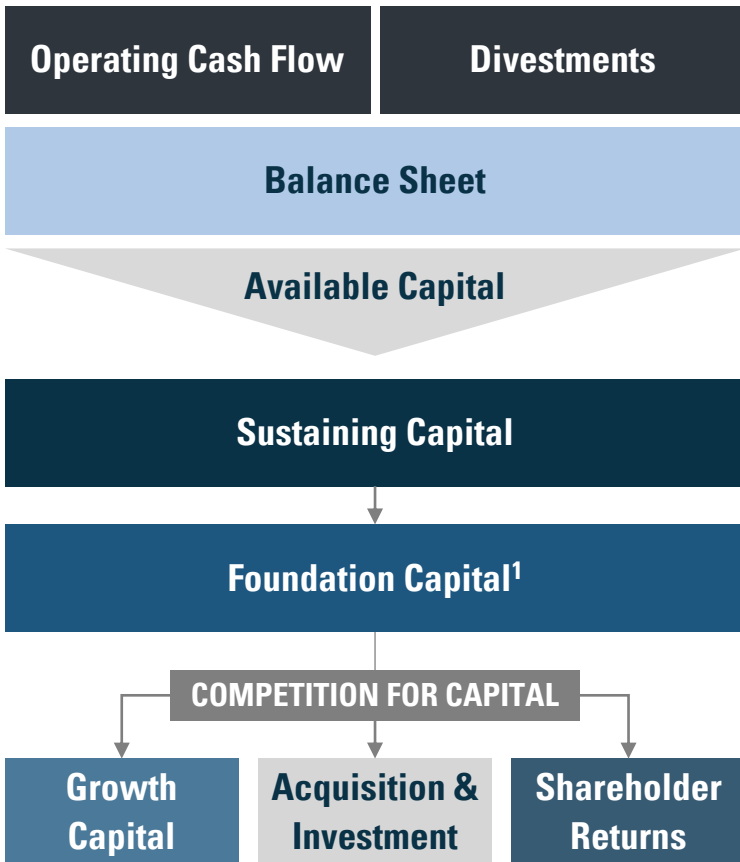 Operating Cash Flow
Divestments
Balance Sheet
Available Capital
Sustaining Capital
Foundation Capital¹
COMPETITION FOR CAPITAL
Growth
Capital
Acquisition &
Investment
Shareholder
Returns